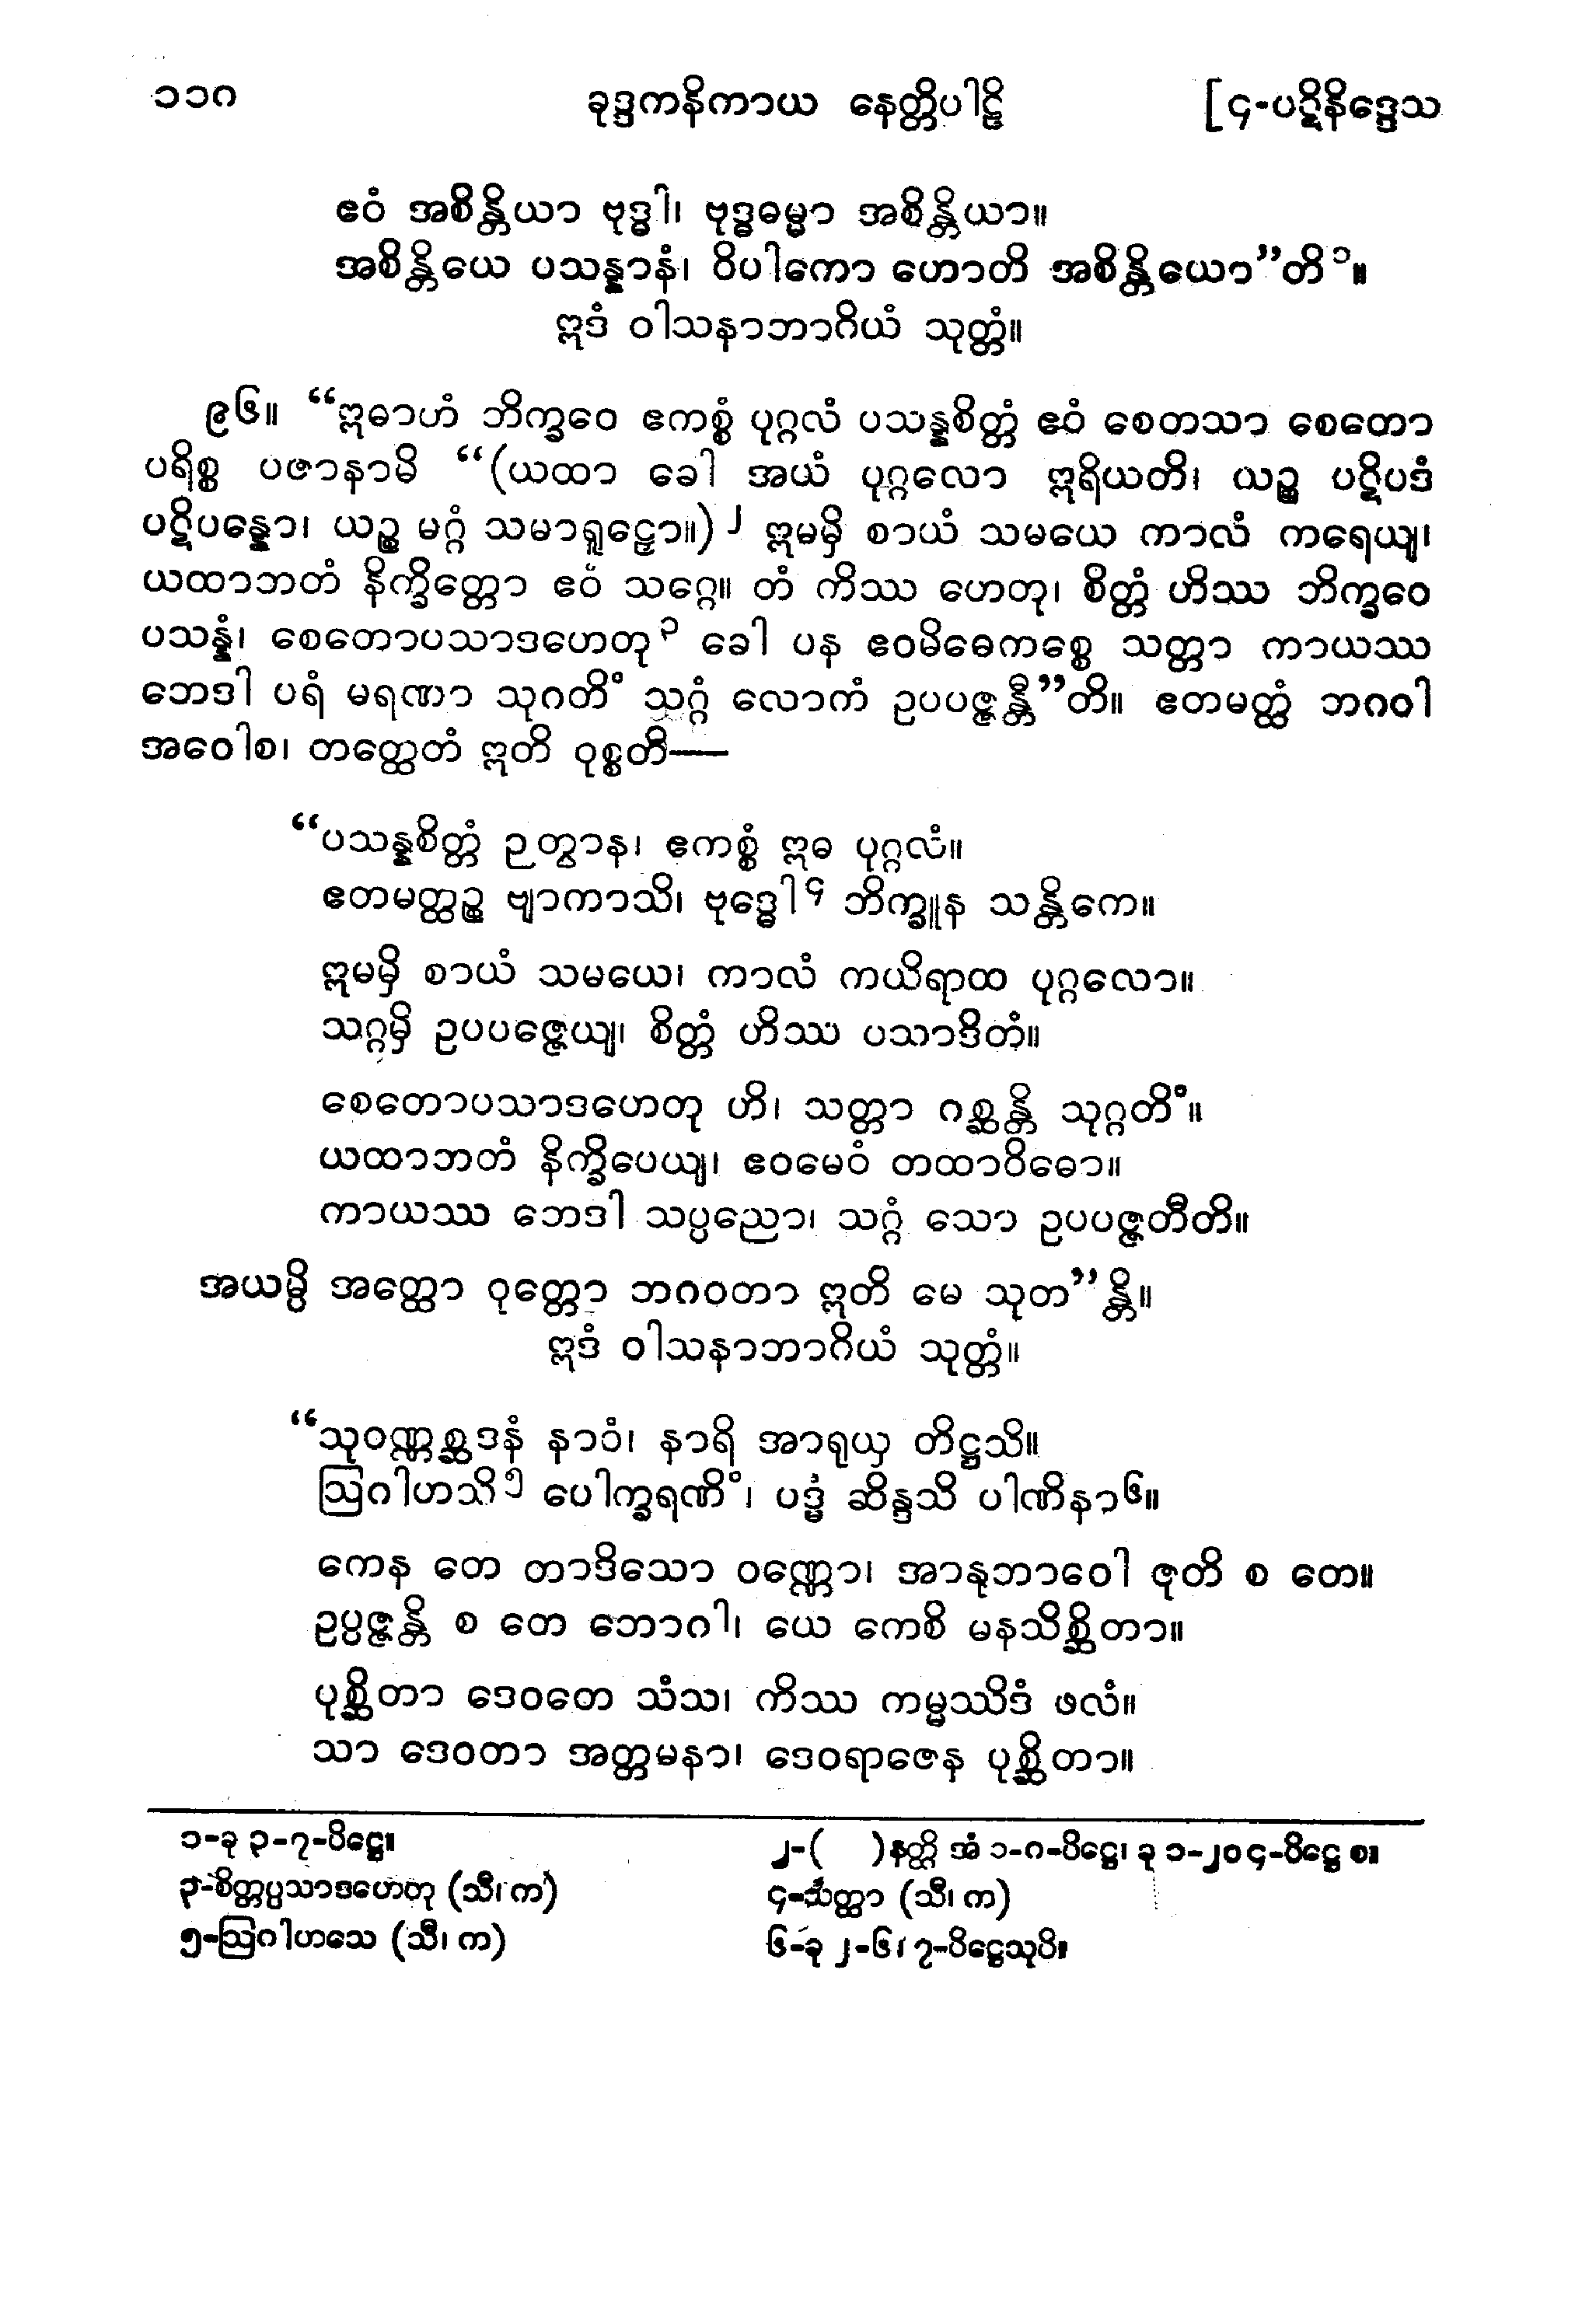 ၁၁၈ ခုဒ္ဒကနိကာယ နေတ္တိပါဠိ [၄-ပဋိနိဒ္ဒေသ
ဧဝံ အစိန္တိယာ ဗုဒ္ဓါ၊ ဗုဒ္ဓဓမ္မာ အစိန္တိယာ။
အစိန္တိယေ ပသန္နာနံ၊ ဝိပါကော ဟောတိ အစိန္တိယော”တိ၁။
ဣဒံ ဝါသနာဘာဂိယံ သုတ္တံ။
၉၆။ “ဣဓာဟံ ဘိက္ခဝေ ဧကစ္စံ ပုဂ္ဂလံ ပသန္နစိတ္တံ ဧဝံ စေတသာ စေတော
ပရိစ္စ ပဇာနာမိ “(ယထာ ခေါ အယံ ပုဂ္ဂလော ဣရိယတိ၊ ယဉ္စ ပဋိပဒံ
ပဋိပန္နော၊ ယဉ္စ မဂ္ဂံ သမာရူဠှော။)၂ ဣမမှိ စာယံ သမယေ ကာလံ ကရေယျ၊
ယထာဘတံ နိက္ခိတ္တော ဧဝံ သဂ္ဂေ။ တံ ကိဿ ဟေတု၊ စိတ္တံ ဟိဿ ဘိက္ခဝေ
ပသန္နံ၊ စေတောပသာဒဟေတု၃ ခေါ ပန ဧဝမိဓေကစ္စေ သတ္တာ ကာယဿ
ဘေဒါ ပရံ မရဏာ သုဂတိံ သဂ္ဂံ လောကံ ဥပပဇ္ဇန္တီ”တိ။ ဧတမတ္ထံ ဘဂဝါ
အဝေါစ၊ တတ္ထေတံ ဣတိ ဝုစ္စတိ—
“ပသန္နစိတ္တံ ဉတွာန၊ ဧကစ္စံ ဣဓ ပုဂ္ဂလံ။
ဧတမတ္ထဉ္စ ဗျာကာသိ၊ ဗုဒ္ဓေါ၄ ဘိက္ခူန သန္တိကေ။
ဣမမှိ စာယံ သမယေ၊ ကာလံ ကယိရာထ ပုဂ္ဂလော။
သဂ္ဂမှိ ဥပပဇ္ဇေယျ၊ စိတ္တံ ဟိဿ ပသာဒိတံ။
စေတောပသာဒဟေတု ဟိ၊ သတ္တာ ဂစ္ဆန္တိ သုဂ္ဂတိံ။
ယထာဘတံ နိက္ခိပေယျ၊ ဧဝမေဝံ တထာဝိဓော။
ကာယဿ ဘေဒါ သပ္ပညော၊ သဂ္ဂံ သော ဥပပဇ္ဇတီတိ။
အယမ္ပိ အတ္ထော ဝုတ္တော ဘဂဝတာ ဣတိ မေ သုတ”န္တိ။
ဣဒံ ဝါသနာဘာဂိယံ သုတ္တံ။
“သုဝဏ္ဏစ္ဆဒနံ နာဝံ၊ နာရိ အာရုယှ တိဋ္ဌသိ။
ဩဂါဟသိ၅ ပေါက္ခရဏိံ၊ ပဒ္မံ ဆိန္ဒသိ ပါဏိနာ၆။
ကေန တေ တာဒိသော ဝဏ္ဏော၊ အာနုဘာဝေါ ဇုတိ စ တေ။
ဥပ္ပဇ္ဇန္တိ စ တေ ဘောဂါ၊ ယေ ကေစိ မနသိစ္ဆိတာ။
ပုစ္ဆိတာ ဒေဝတေ သံသ၊ ကိဿ ကမ္မဿိဒံ ဖလံ။
သာ ဒေဝတာ အတ္တမနာ၊ ဒေဝရာဇေန ပုစ္ဆိတာ။
၁-ခု ၃-၇-ပိဋ္ဌေ။ ၂-( )နတ္ထိ အံ ၁-၈-ပိဋ္ဌေ၊ ခု ၁-၂၀၄-ပိဋ္ဌေ စ။
၃-စိတ္တပ္ပသာဒဟေတု (သီ၊ က) ၄-သတ္ထာ (သီ၊ က)
၅-ဩဂါဟသေ (သီ၊ က) ၆-ခု ၂-၆၊ ၇-ပိဋ္ဌေသုပိ။